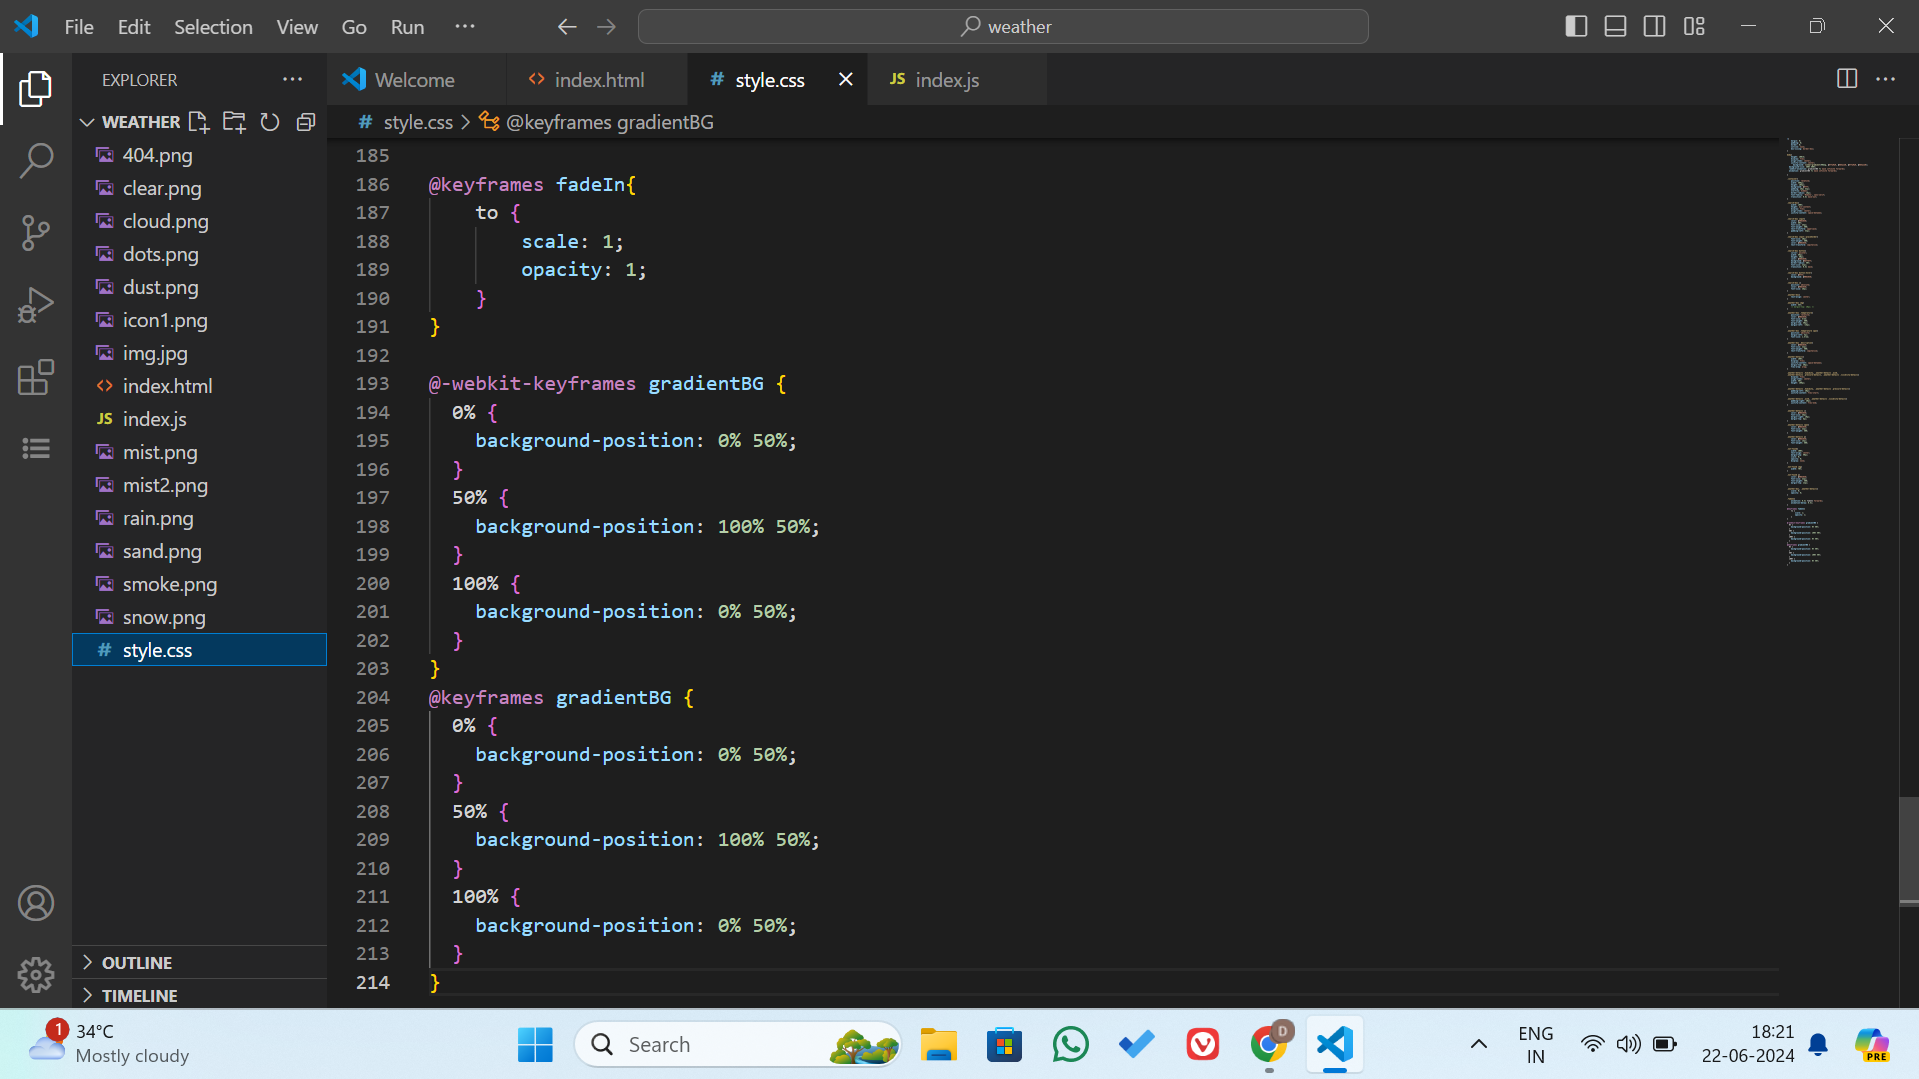 File Edit Selection View Go Run ··· weather
EXPLORER ···
Welcome
<> index.html
# style.css
JS index.js
# style.css > @keyframes gradientBG
WEATHER
404.png
clear.png
cloud.png
dots.png
dust.png
icon1.png
img.jpg
<> index.html
JS index.js
mist.png
mist2.png
rain.png
sand.png
smoke.png
snow.png
# style.css
OUTLINE
TIMELINE
185
186 @keyframes fadeIn{
187 to {
188 scale: 1;
189 opacity: 1;
190 }
191 }
192
193 @-webkit-keyframes gradientBG {
194 0% {
195 background-position: 0% 50%;
196 }
197 50% {
198 background-position: 100% 50%;
199 }
200 100% {
201 background-position: 0% 50%;
202 }
203 }
204 @keyframes gradientBG {
205 0% {
206 background-position: 0% 50%;
207 }
208 50% {
209 background-position: 100% 50%;
210 }
211 100% {
212 background-position: 0% 50%;
213 }
214 }
1
34°C
Mostly cloudy
Search
D
ENG
IN
18:21
22-06-2024
PRE